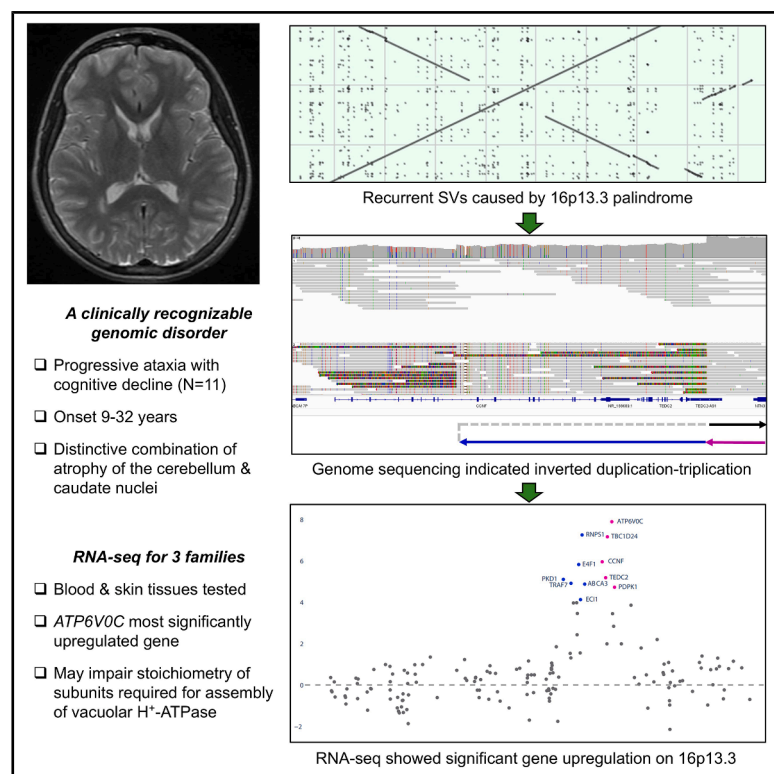 Recurrent SVs caused by 16p13.3 palindrome
A clinically recognizable
genomic disorder
☐ Progressive ataxia with
cognitive decline (N=11)
☐ Onset 9-32 years
☐ Distinctive combination of
atrophy of the cerebellum &
caudate nuclei
CCNF
TEDC2
Genome sequencing indicated inverted duplication-triplication
RNA-seq for 3 families
☐ Blood & skin tissues tested
☐ ATP6V0C most significantly
upregulated gene
☐ May impair stoichiometry of
subunits required for assembly
of vacuolar H⁺-ATPase
8
6
4
2
0
−2
ATP6V0C
RNPS1
TBC1D24
E4F1
CCNF
PKD1
TEDC2
TRAF7
ABCA3
PDPK1
ECI1
RNA-seq showed significant gene upregulation on 16p13.3